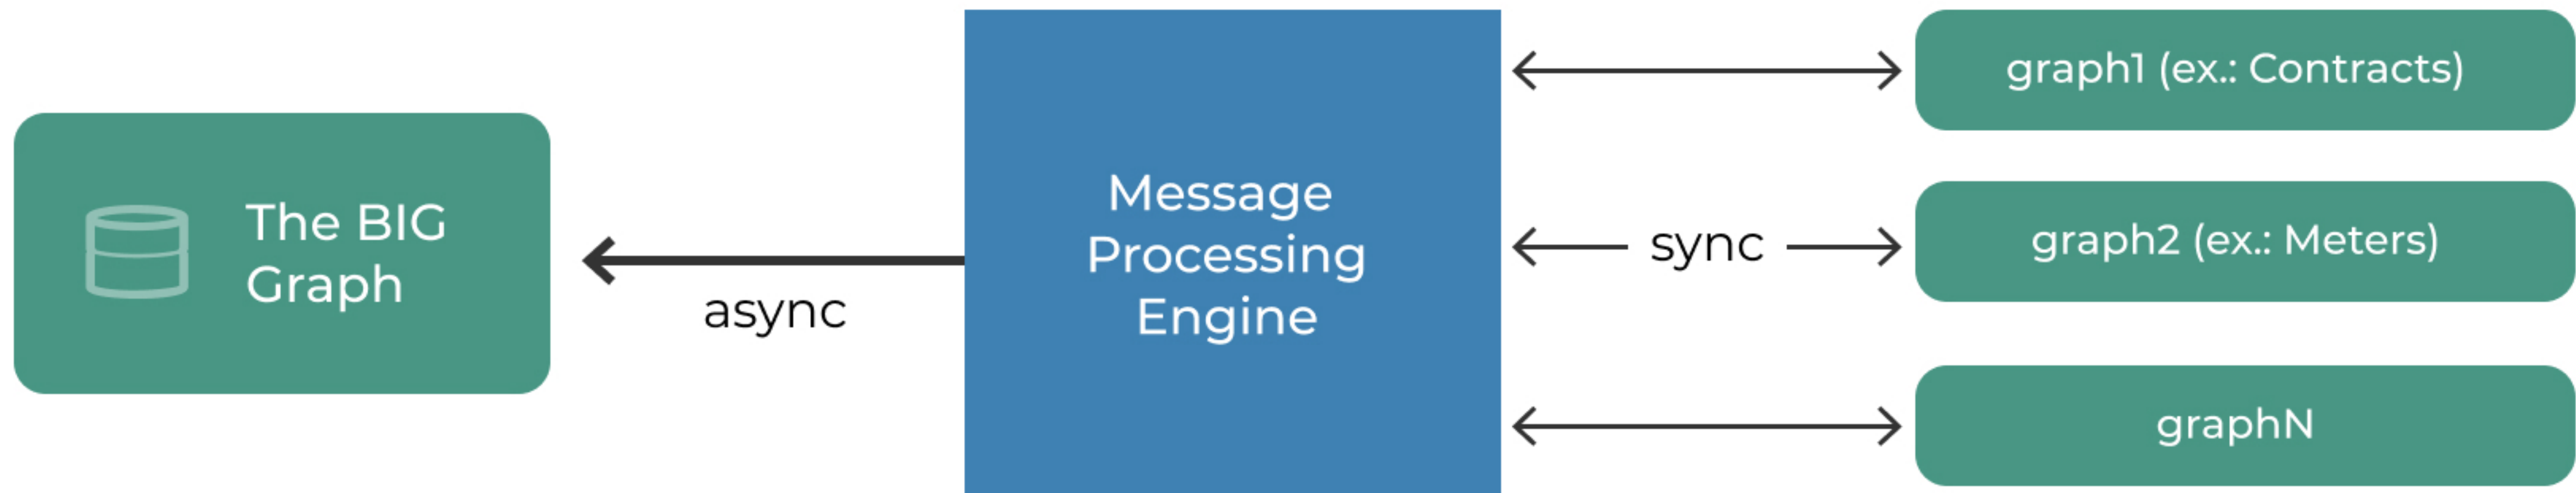 The BIG
Graph
async
Message
Processing
Engine
sync
graph1 (ex.: Contracts)
graph2 (ex.: Meters)
graphN